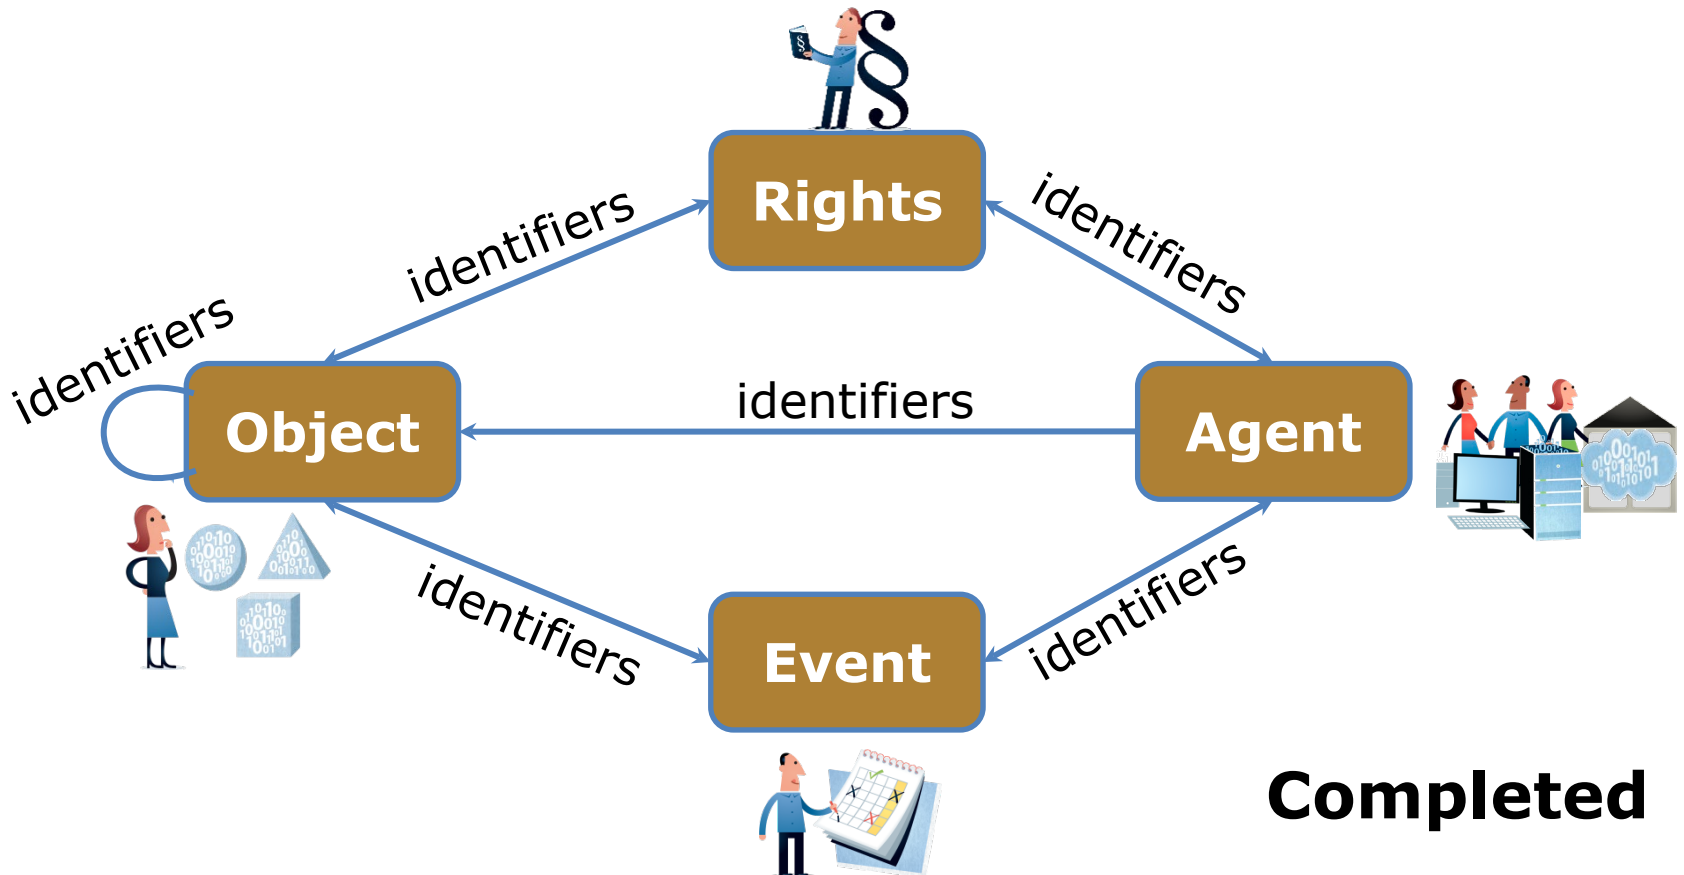 §
§
Rights
identifiers
identifiers
identifiers
identifiers
Object
Agent
identifiers
identifiers
Event
Completed